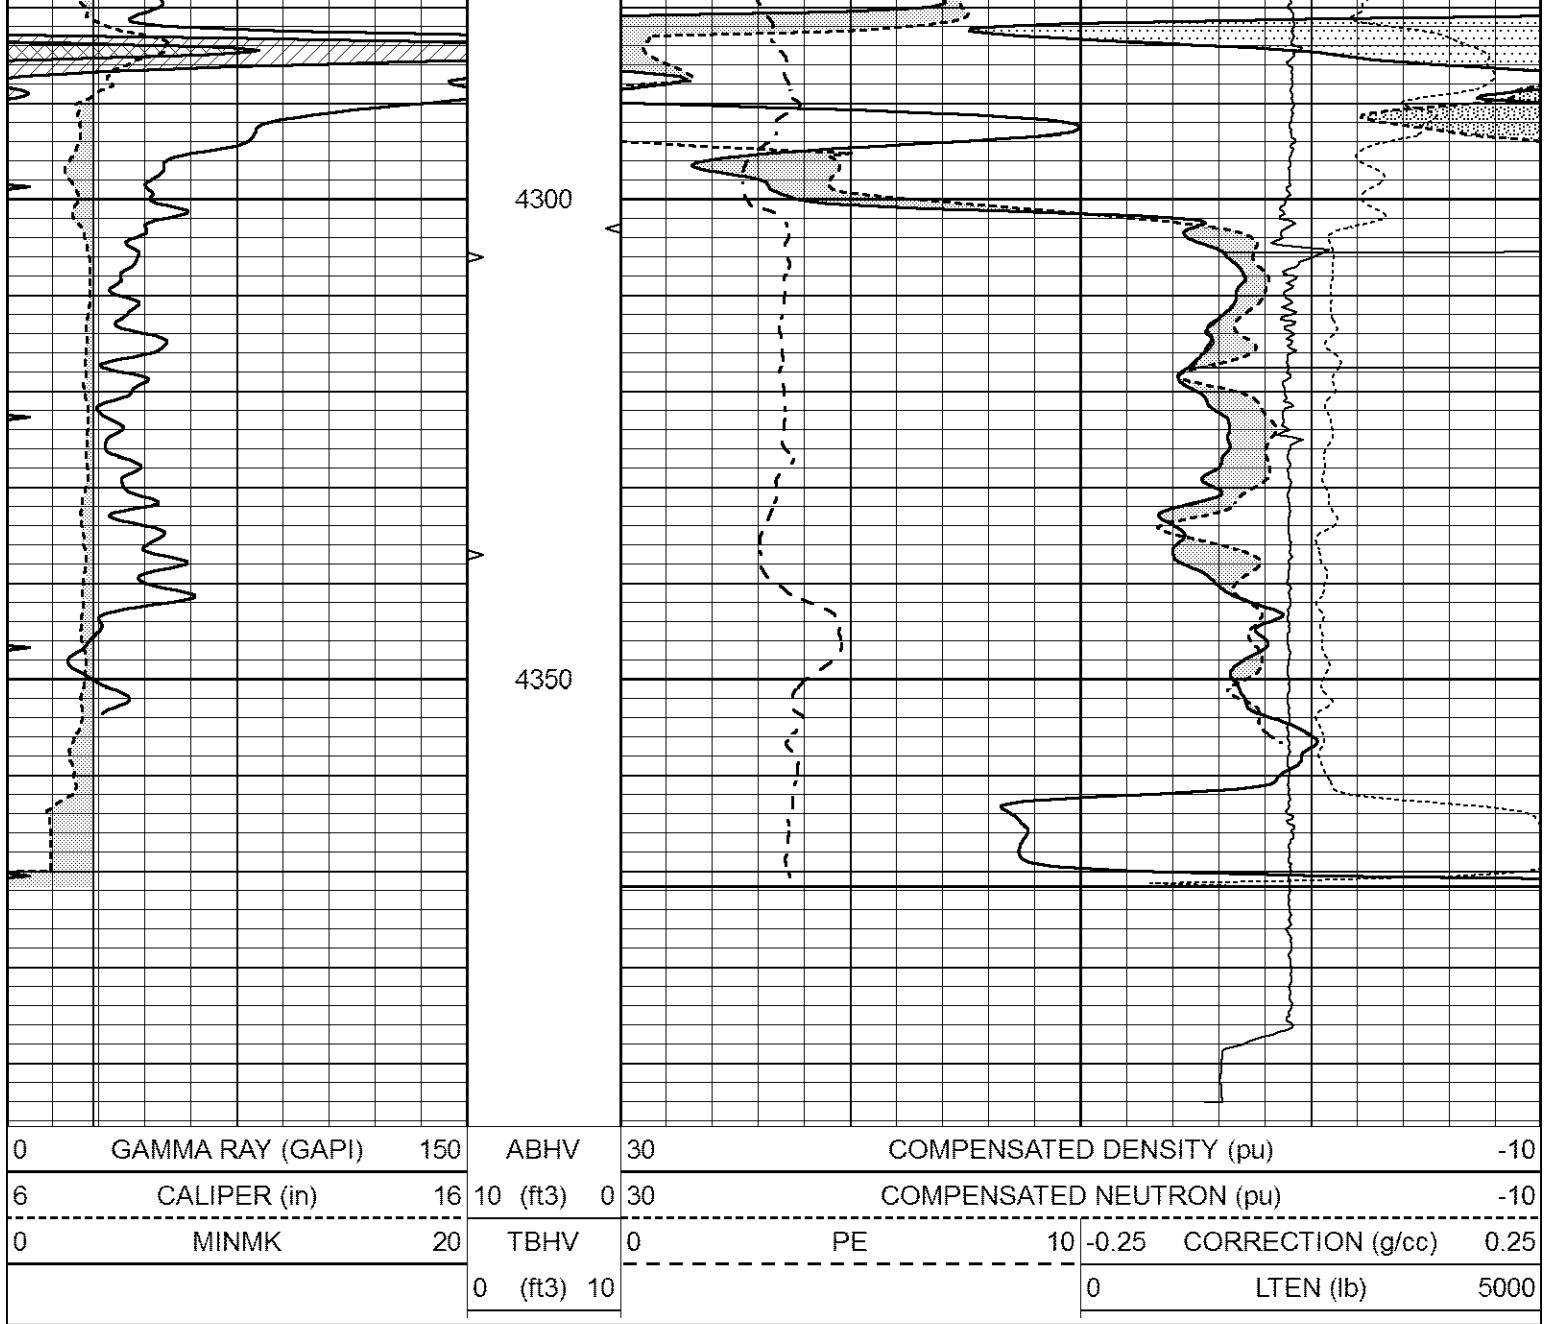 4300
4350
0 GAMMA RAY (GAPI) 150 ABHV 30 COMPENSATED DENSITY (pu) -10
6 CALIPER (in) 16 10 (ft3) 0 30 COMPENSATED NEUTRON (pu) -10
0 MINMK 20 TBHV 0 PE 10 -0.25 CORRECTION (g/cc) 0.25
0 (ft3) 10 0 LTEN (lb) 5000